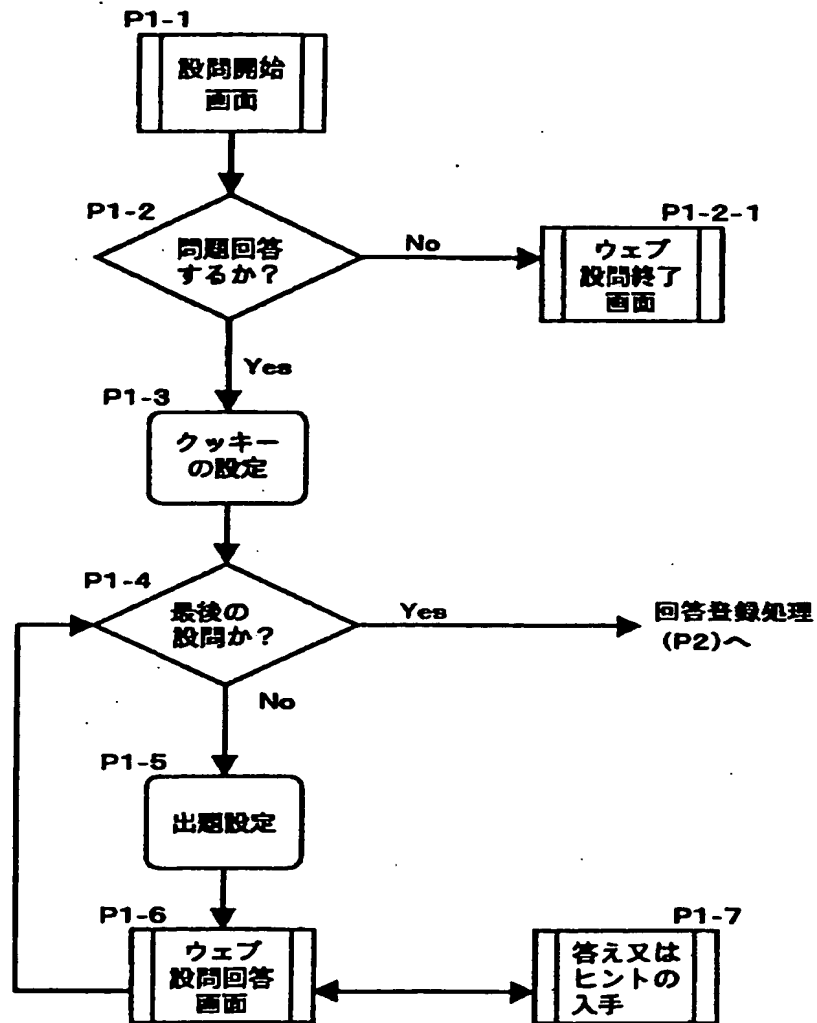 P1-1
設問開始
画面
P1-2
問題回答
するか？
No
P1-2-1
ウェブ
設問終了
画面
Yes
P1-3
クッキー
の設定
P1-4
最後の
設問か？
Yes
回答登録処理
(P2)へ
No
P1-5
出題設定
P1-6
ウェブ
設問回答
画面
P1-7
答え又は
ヒントの
入手